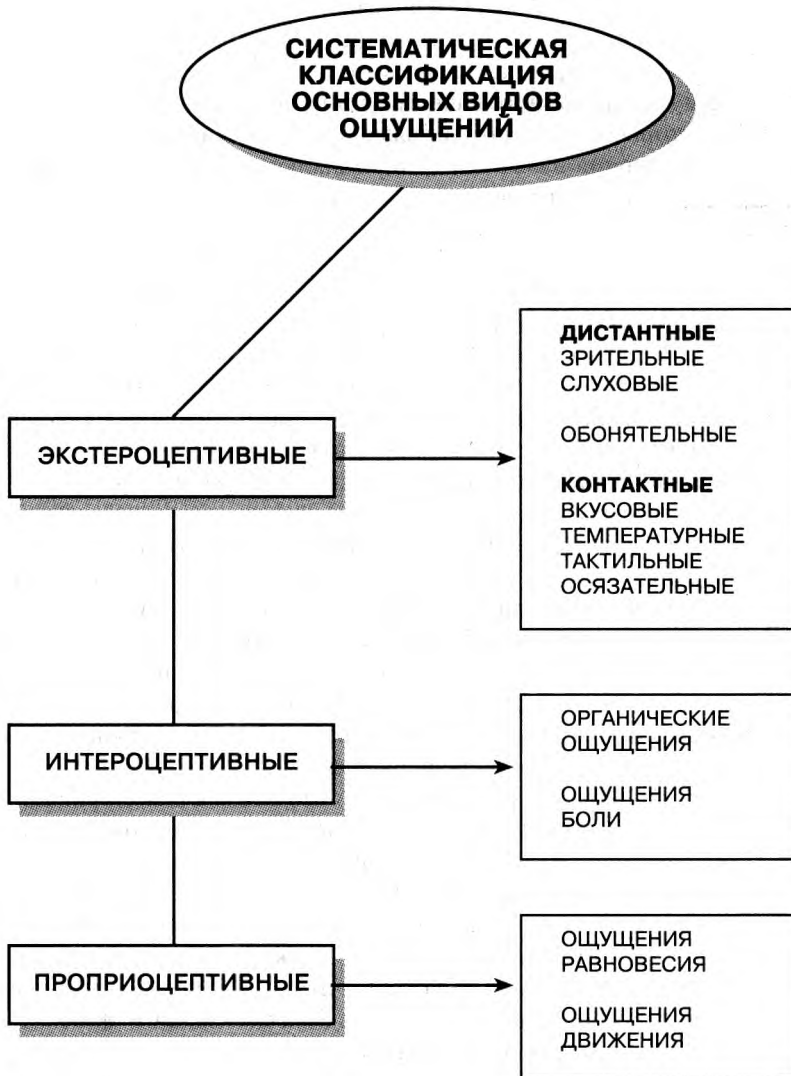 СИСТЕМАТИЧЕСКАЯ
КЛАССИФИКАЦИЯ
ОСНОВНЫХ ВИДОВ
ОЩУЩЕНИЙ
ЭКСТЕРОЦЕПТИВНЫЕ
ДИСТАНТНЫЕ
ЗРИТЕЛЬНЫЕ
СЛУХОВЫЕ
ОБОНЯТЕЛЬНЫЕ
КОНТАКТНЫЕ
ВКУСОВЫЕ
ТЕМПЕРАТУРНЫЕ
ТАКТИЛЬНЫЕ
ОСЯЗАТЕЛЬНЫЕ
ИНТЕРОЦЕПТИВНЫЕ
ОРГАНИЧЕСКИЕ
ОЩУЩЕНИЯ
ОЩУЩЕНИЯ
БОЛИ
ПРОПРИОЦЕПТИВНЫЕ
ОЩУЩЕНИЯ
РАВНОВЕСИЯ
ОЩУЩЕНИЯ
ДВИЖЕНИЯ